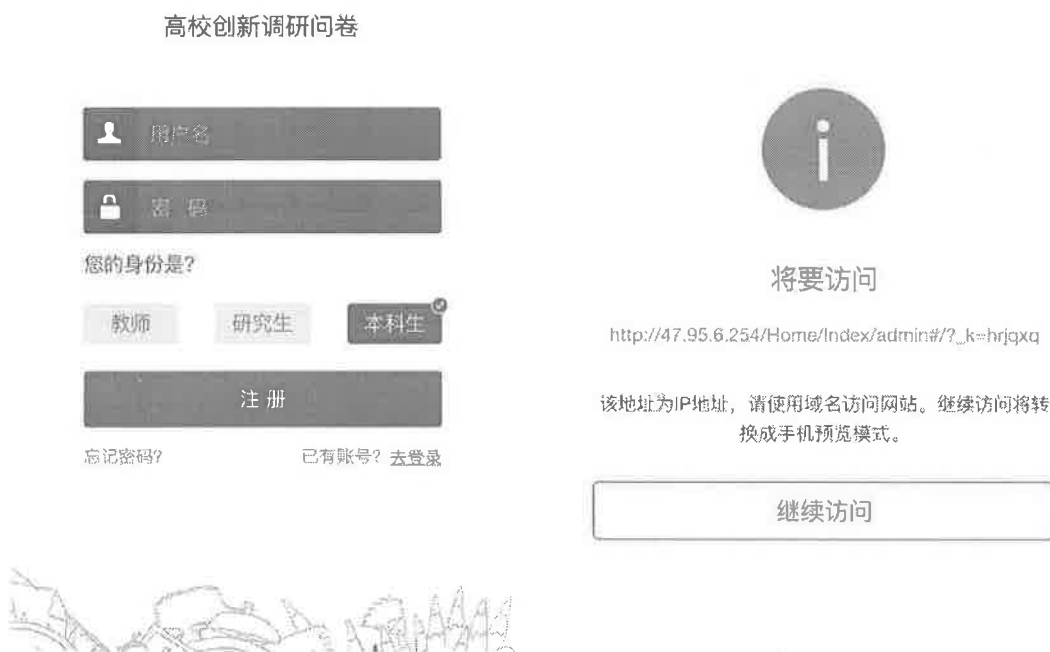 高校创新调研问卷
用户名
密 码
您的身份是?
教师
研究生
本科生
注 册
忘记密码?
已有账号? 去登录
将要访问
http://47.95.6.254/Home/Index/admin#/?_k=hrjqxq
该地址为IP地址，请使用域名访问网站。继续访问将转
换成手机预览模式。
继续访问